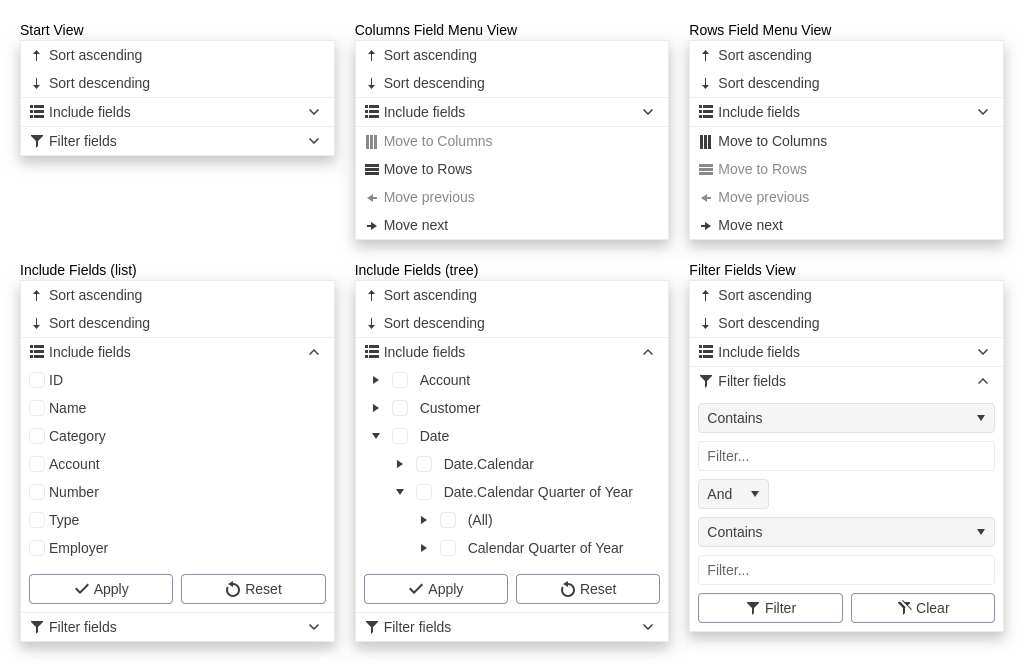 Start View
Sort ascending
Sort descending
Include fields
Filter fields
Columns Field Menu View
Sort ascending
Sort descending
Include fields
Move to Columns
Move to Rows
Move previous
Move next
Rows Field Menu View
Sort ascending
Sort descending
Include fields
Move to Columns
Move to Rows
Move previous
Move next
Include Fields (list)
Sort ascending
Sort descending
Include fields
ID
Name
Category
Account
Number
Type
Employer
Apply Reset
Filter fields
Include Fields (tree)
Sort ascending
Sort descending
Include fields
Account
Customer
Date
Date.Calendar
Date.Calendar Quarter of Year
(All)
Calendar Quarter of Year
Apply Reset
Filter fields
Filter Fields View
Sort ascending
Sort descending
Include fields
Filter fields
Contains
Filter...
And
Contains
Filter...
Filter Clear